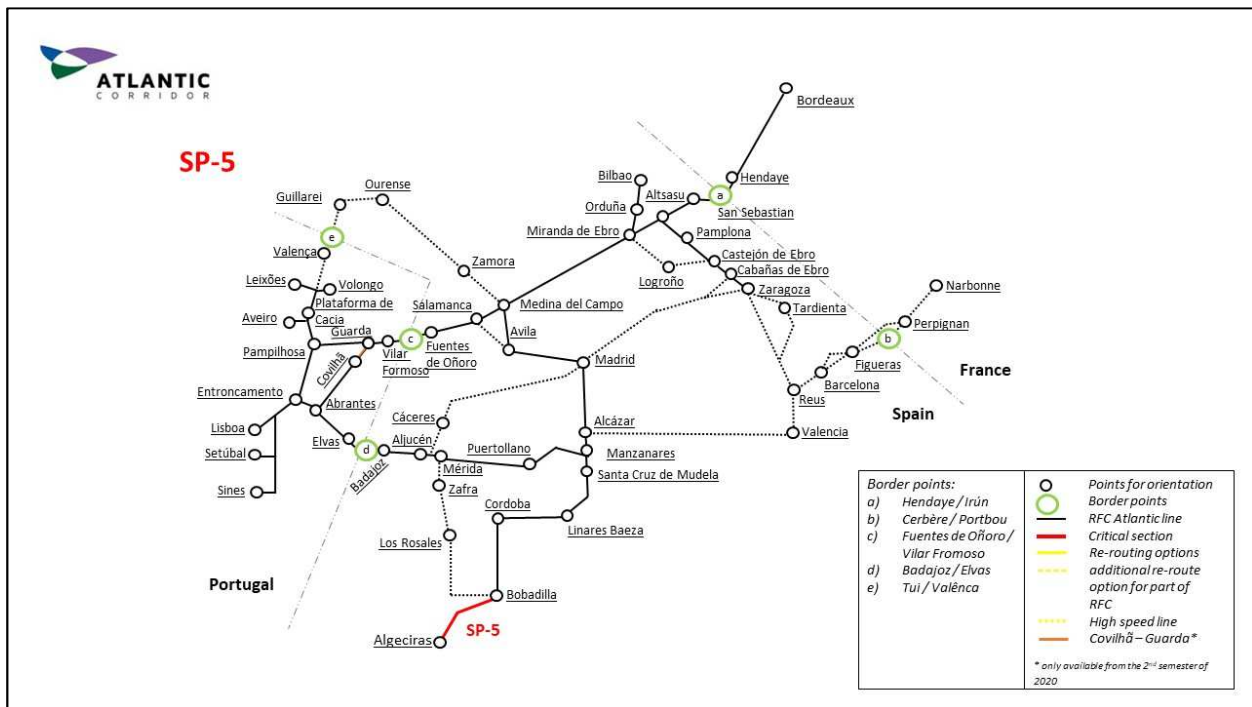 ATLANTIC
CORRIDOR
SP-5
Bordeaux
Hendaye
a
Bilbao
Altsasu
Ourense
Guillarei
Orduña
San Sebastian
e
Miranda de Ebro
Pamplona
Valença
Castejón de Ebro
Zamora
Logroño
Cabañas de Ebro
Leixões
Volongo
Zaragoza
Narbonne
Salamanca
Medina del Campo
Tardienta
Plataforma de
Cacia
Aveiro
Guarda
Avila
Perpignan
c
Fuentes
de Oñoro
b
Pampilhosa
Vilar
Formoso
Covilhã
Madrid
Figueras
France
Barcelona
Entroncamento
Reus
Abrantes
Cáceres
Spain
Lisboa
Alcázar
Valencia
Elvas
Aljucén
Puertollano
Manzanares
d
Badajoz
Setúbal
Mérida
Santa Cruz de Mudela
Zafra
Sines
Cordoba
Linares Baeza
Los Rosales
Portugal
Bobadilla
SP-5
Algeciras
Border points:
a) Hendaye / Irún
b) Cerbère / Portbou
c) Fuentes de Oñoro /
Vilar Fromoso
d) Badajoz / Elvas
e) Tui / Valênca
Points for orientation
Border points
RFC Atlantic line
Critical section
Re-routing options
additional re-route
option for part of
RFC
High speed line
Covilhã – Guarda*
* only available from the 2nd semester of
2020